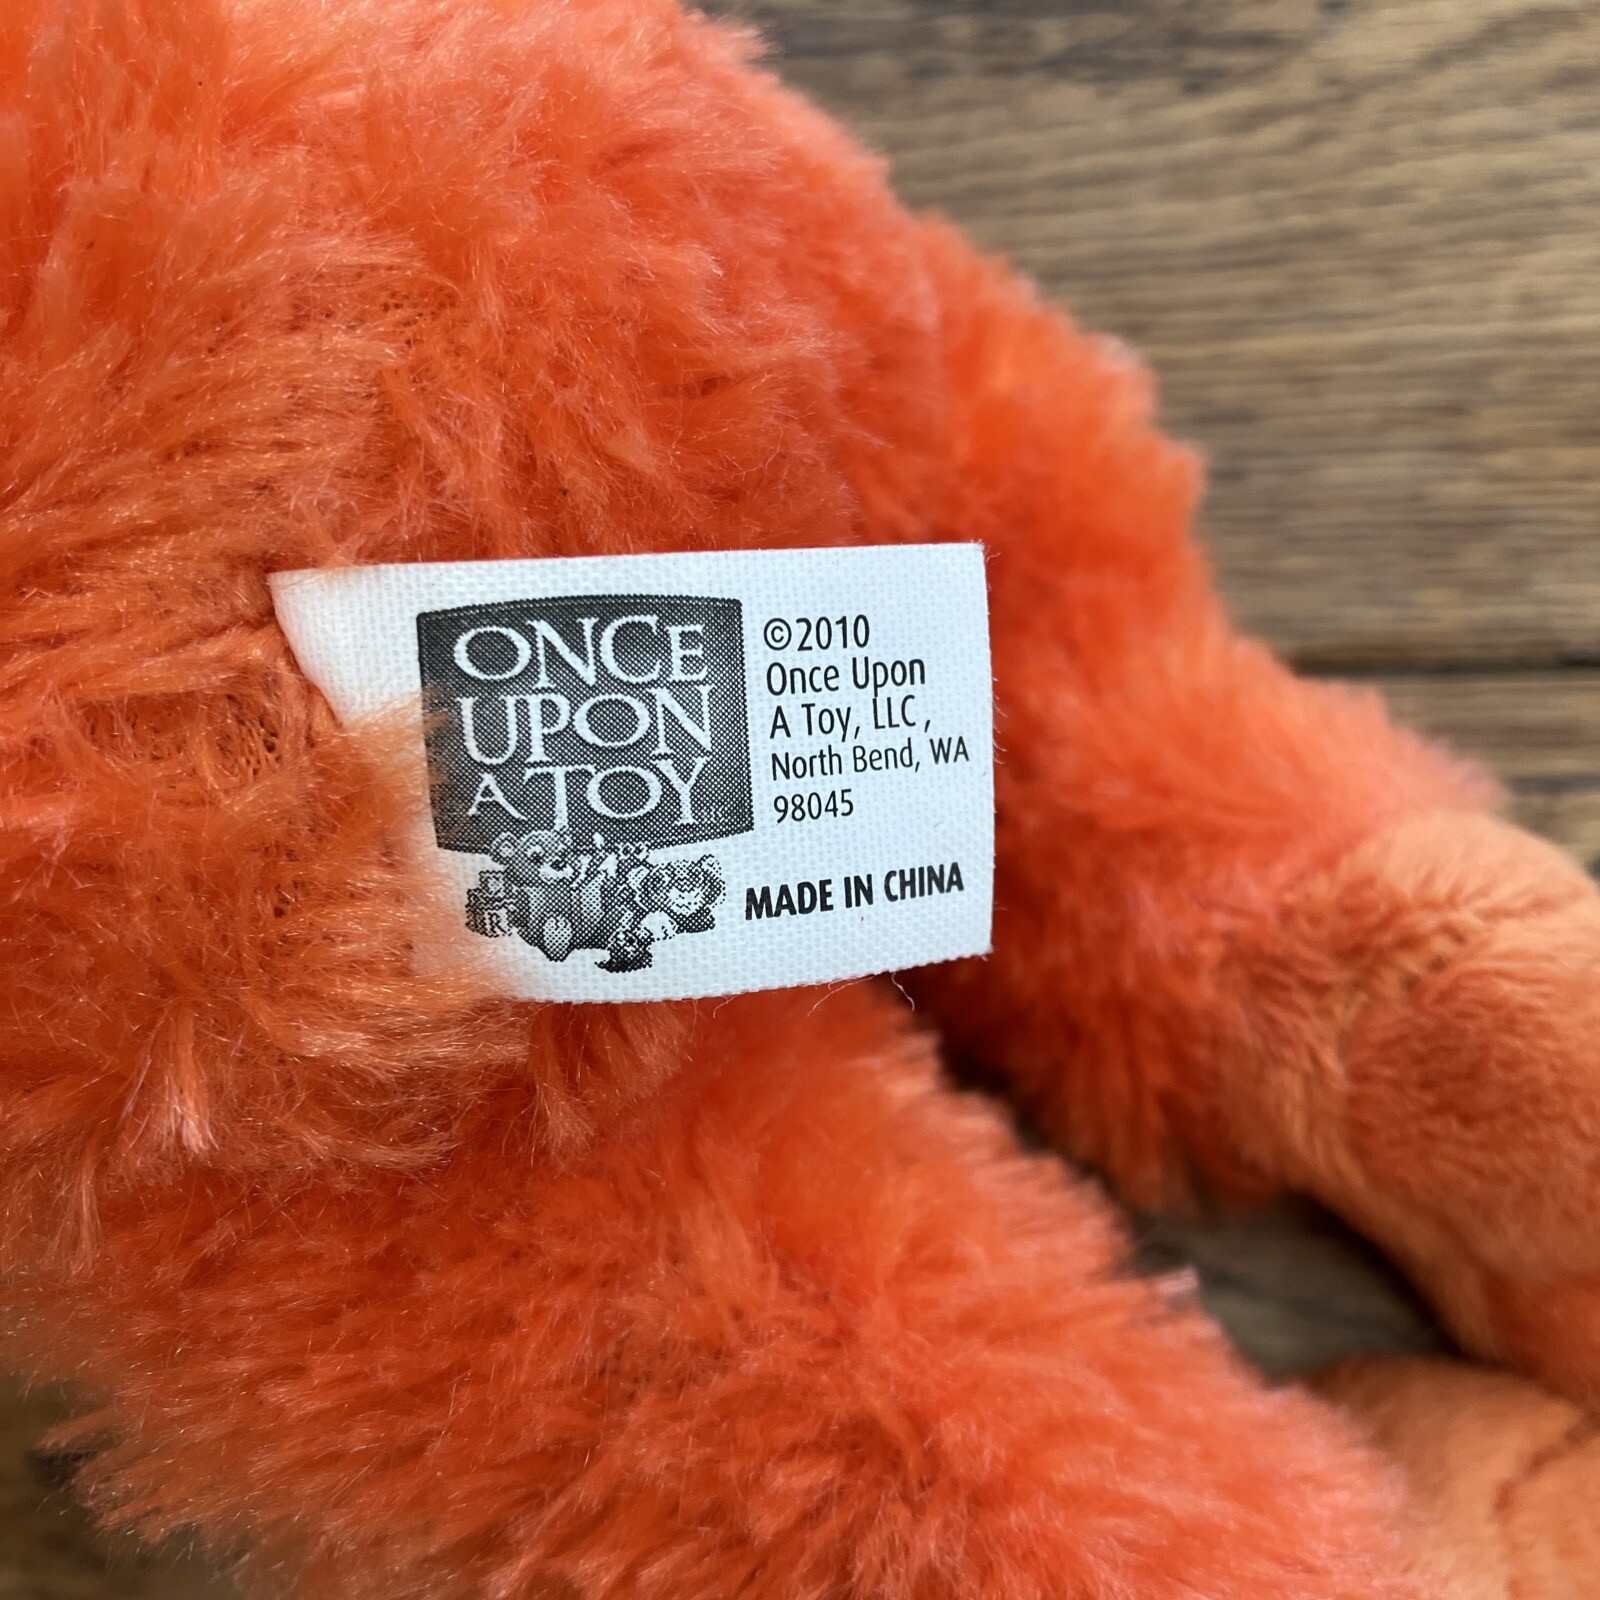 ONCE
UPON
A TOY
©2010
Once Upon
A Toy, LLC,
North Bend, WA
98045
MADE IN CHINA
R